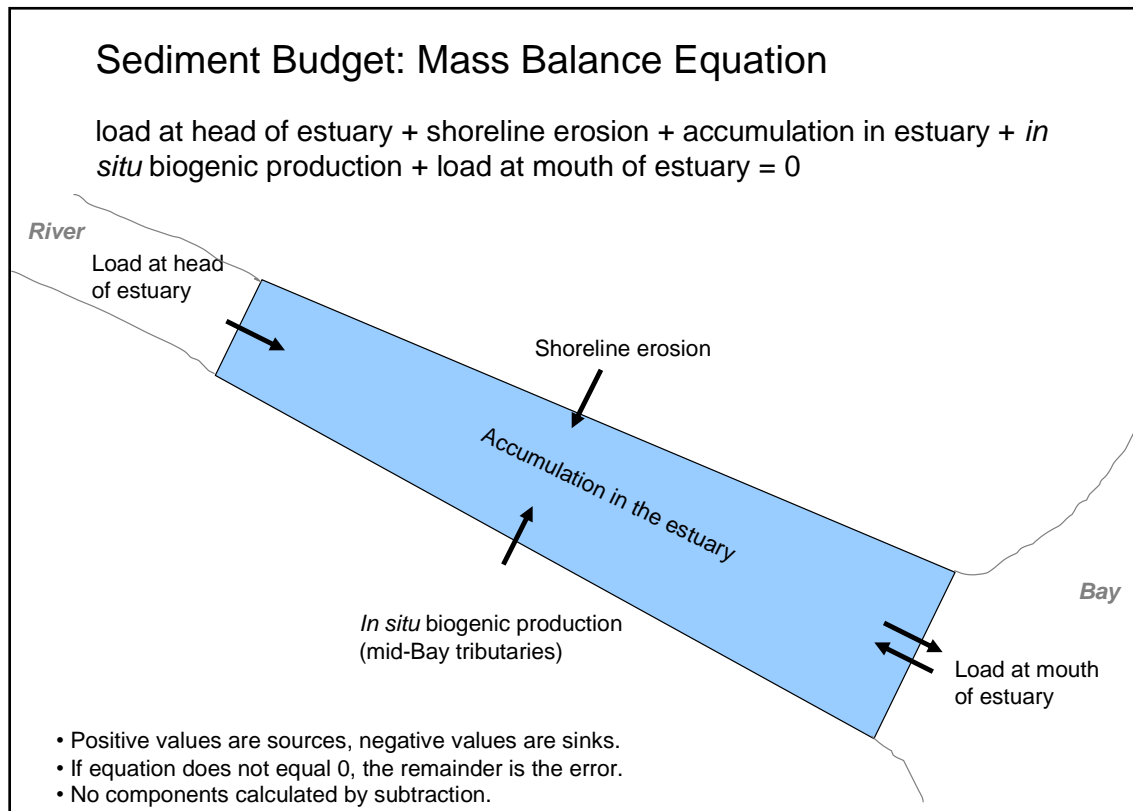 Sediment Budget: Mass Balance Equation
load at head of estuary + shoreline erosion + accumulation in estuary + in
situ biogenic production + load at mouth of estuary = 0
River
Load at head
of estuary
Shoreline erosion
Accumulation in the estuary
Bay
In situ biogenic production
(mid-Bay tributaries)
Load at mouth
of estuary
• Positive values are sources, negative values are sinks.
• If equation does not equal 0, the remainder is the error.
• No components calculated by subtraction.